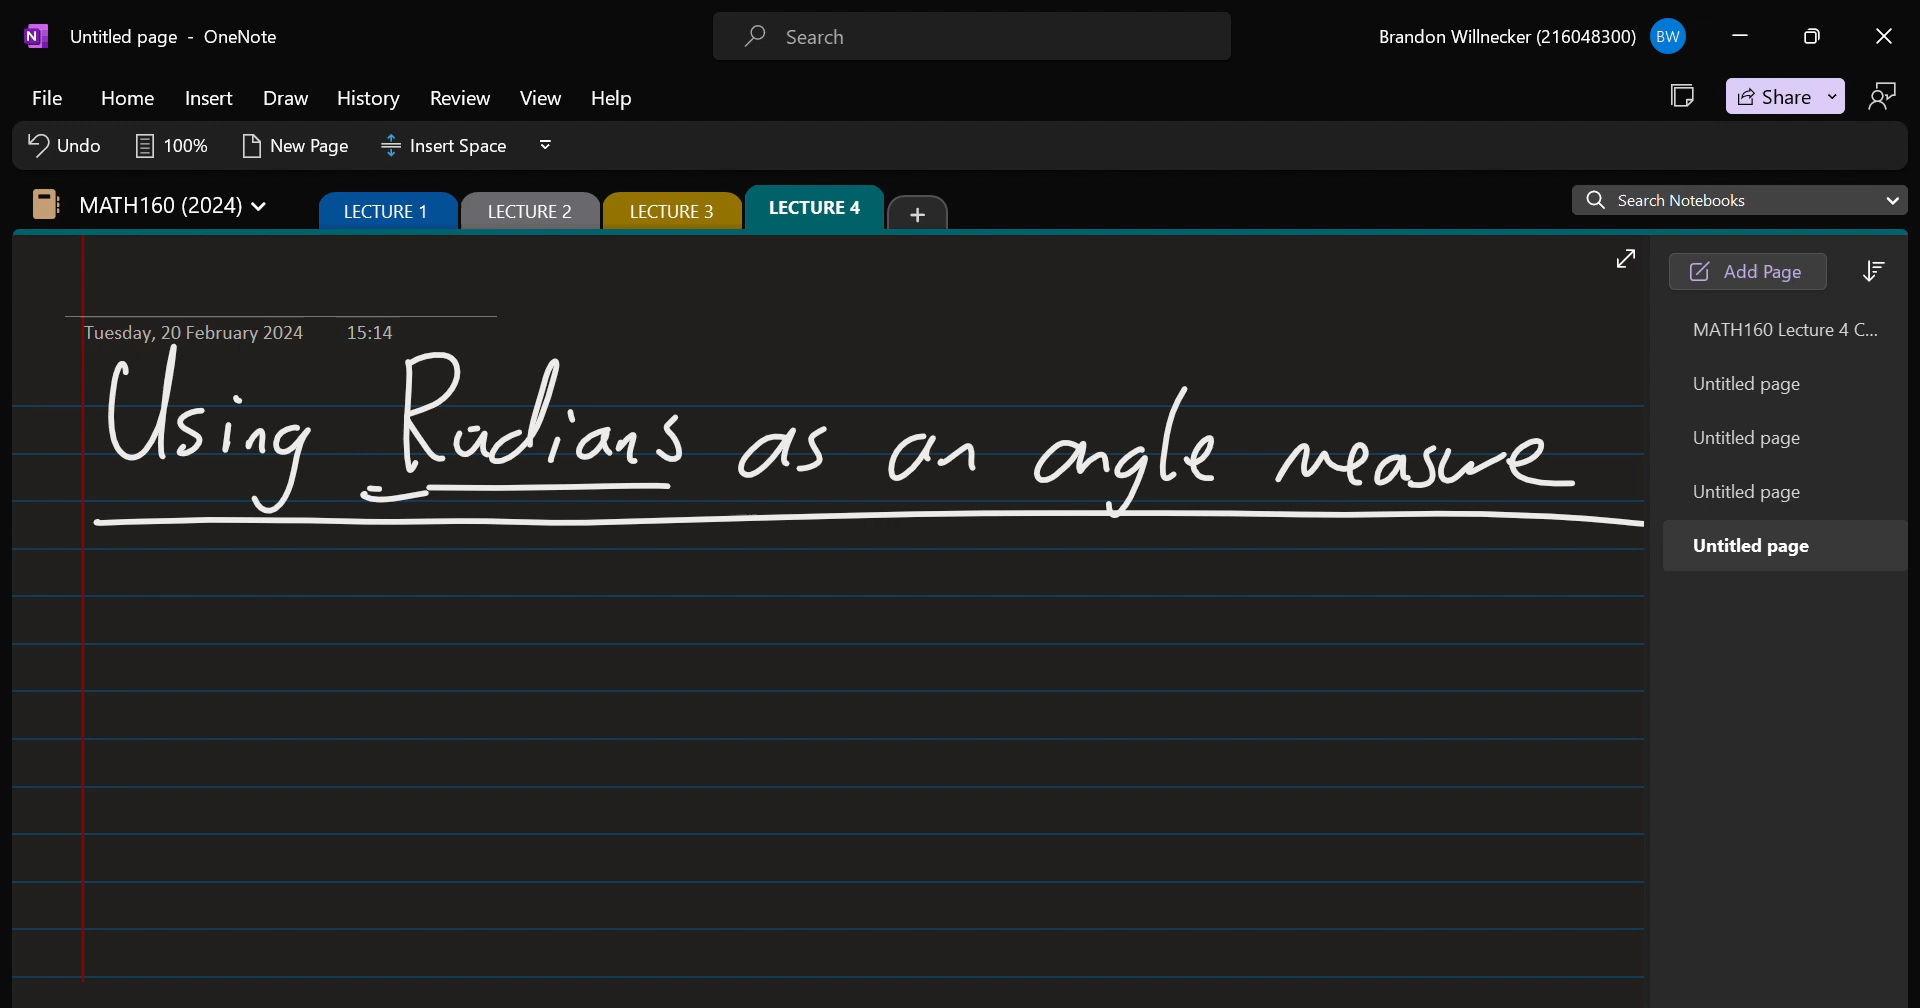 Untitled page - OneNote
Search
Brandon Willnecker (216048300) BW
File Home Insert Draw History Review View Help
Share
Undo 100% New Page Insert Space
MATH160 (2024) LECTURE 1 LECTURE 2 LECTURE 3 LECTURE 4 +
Search Notebooks
Add Page
Tuesday, 20 February 2024 15:14
Using Radians as an angle measure
MATH160 Lecture 4 C...
Untitled page
Untitled page
Untitled page
Untitled page